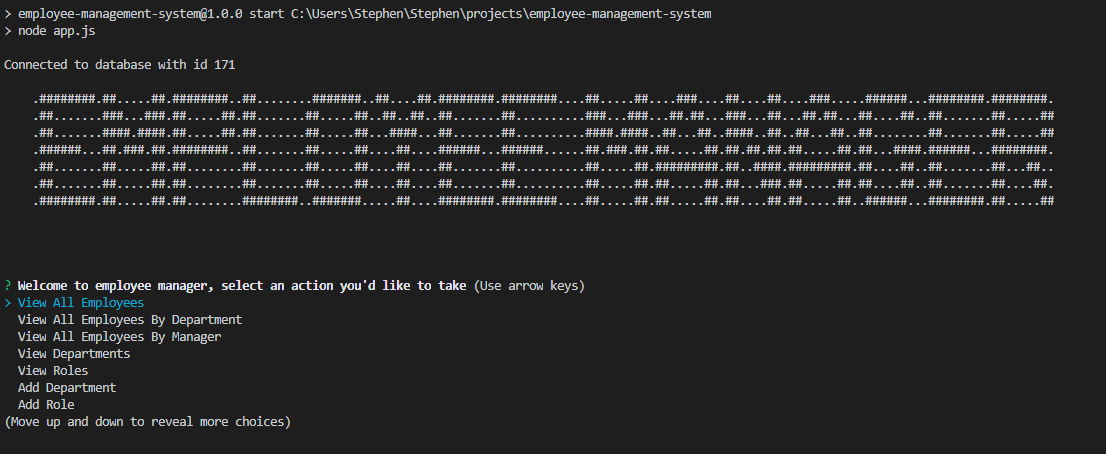 > employee-management-system@1.0.0 start C:\Users\Stephen\Stephen\projects\employee-management-system
> node app.js
Connected to database with id 171
EMPLOYEE MANAGER
? Welcome to employee manager, select an action you'd like to take (Use arrow keys)
> View All Employees
View All Employees By Department
View All Employees By Manager
View Departments
View Roles
Add Department
Add Role
(Move up and down to reveal more choices)